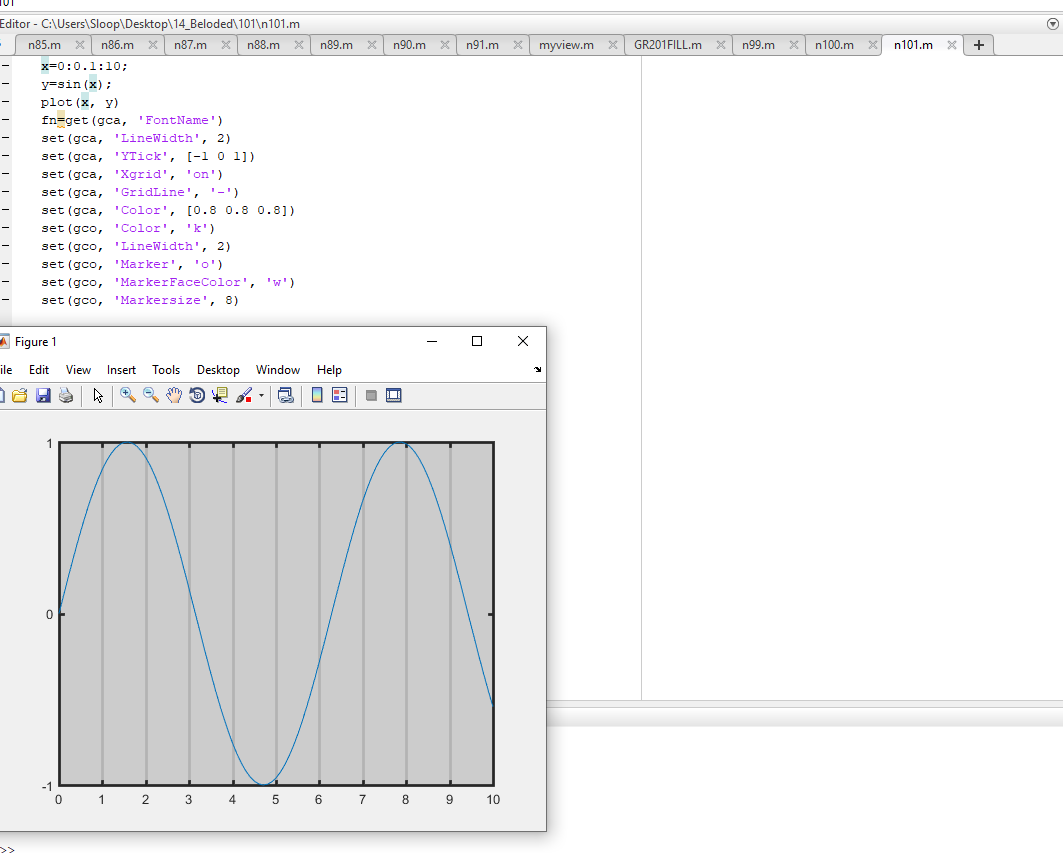 101
Editor - C:\Users\Sloop\Desktop\14_Beloded\101\n101.m
n85.m n86.m n87.m n88.m n89.m n90.m n91.m myview.m GR201FILL.m n99.m n100.m n101.m +
x=0:0.1:10;
y=sin(x);
plot(x, y)
fn=get(gca, 'FontName')
set(gca, 'LineWidth', 2)
set(gca, 'YTick', [-1 0 1])
set(gca, 'Xgrid', 'on')
set(gca, 'GridLine', '-')
set(gca, 'Color', [0.8 0.8 0.8])
set(gco, 'Color', 'k')
set(gco, 'LineWidth', 2)
set(gco, 'Marker', 'o')
set(gco, 'MarkerFaceColor', 'w')
set(gco, 'Markersize', 8)
Figure 1
ile Edit View Insert Tools Desktop Window Help
1
0
-1
0 1 2 3 4 5 6 7 8 9 10
>>